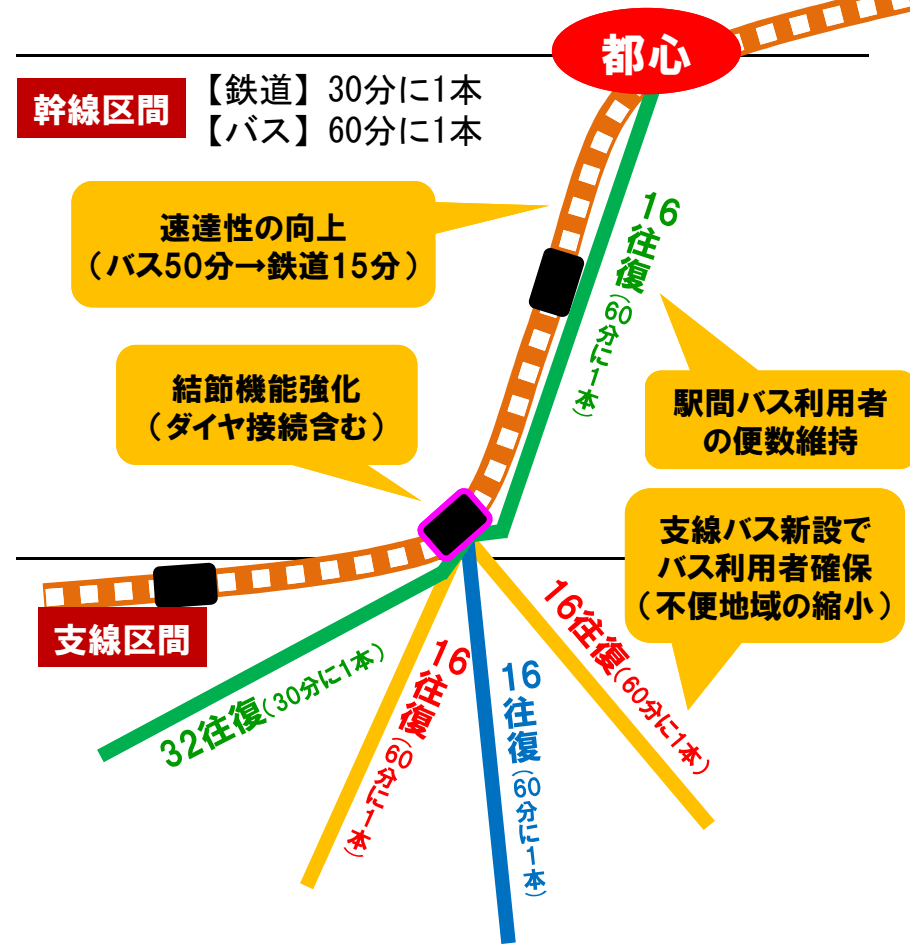 都心
幹線区間
【鉄道】30分に1本
【バス】60分に1本
速達性の向上
（バス50分→鉄道15分）
16往復（60分に1本）
結節機能強化
（ダイヤ接続含む）
駅間バス利用者
の便数維持
支線バス新設で
バス利用者確保
（不便地域の縮小）
支線区間
32往復（30分に1本）
16往復（60分に1本）
16往復（60分に1本）
16往復（60分に1本）